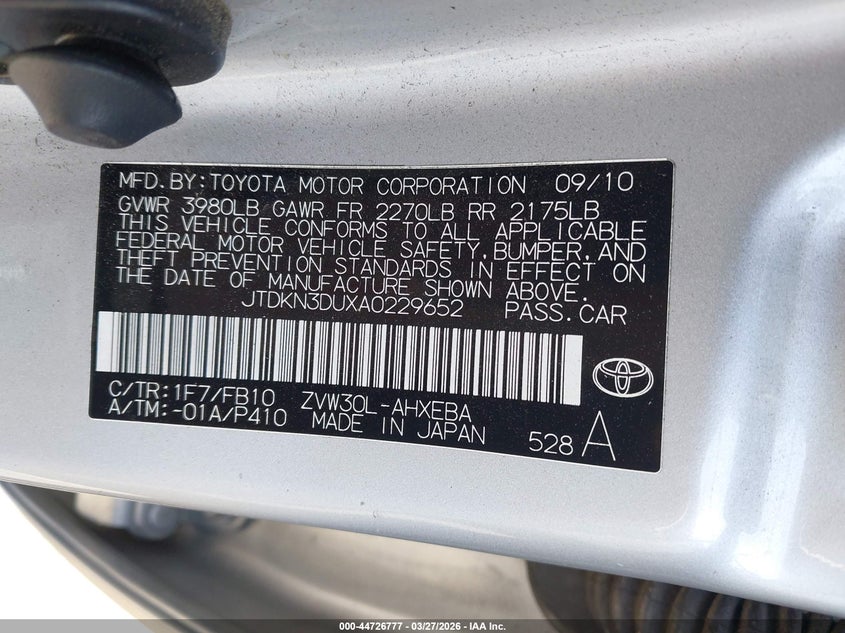 MFD.BY:TOYOTA MOTOR CORPORATION 09/10
GVWR 3980LB GAWR FR 2270LB RR 2175LB
THIS VEHICLE CONFORMS TO ALL APPLICABLE
FEDERAL MOTOR VEHICLE SAFETY,BUMPER,AND
THEFT PREVENTION STANDARDS IN EFFECT ON
THE DATE OF MANUFACTURE SHOWN ABOVE.
JTDKN3DUXA0229652 PASS.CAR
C/TR:1F7/FB10 ZVW30L-AHXEBA
A/TM:-01A/P410 MADE IN JAPAN 528 A
000-44726777 - 03/27/2026 - IAA Inc.